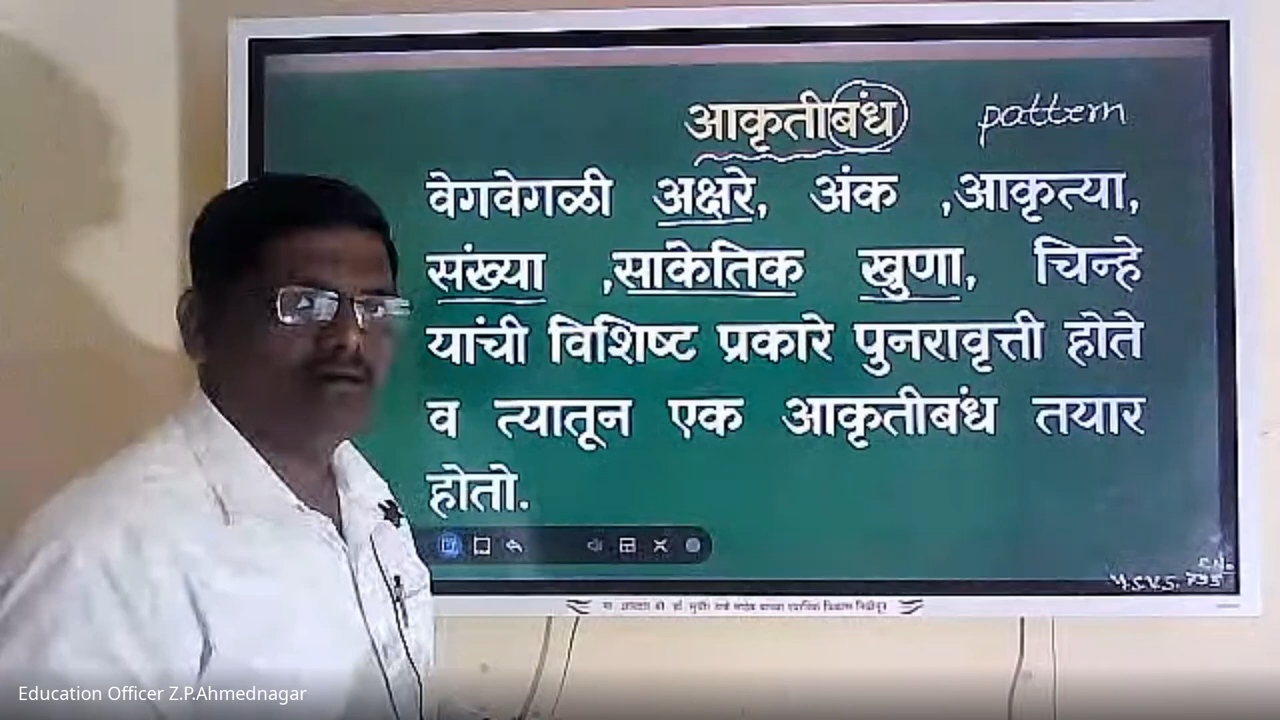 आकृतीबंध pattern
वेगवेगळी अक्षरे, अंक ,आकृत्या,
संख्या ,साकेतिक खुणा, चिन्हे
यांची विशिष्ट प्रकारे पुनरावृत्ती होते
व त्यातून एक आकृतीबंध तयार
होतो.
Education Officer Z.P.Ahmednagar